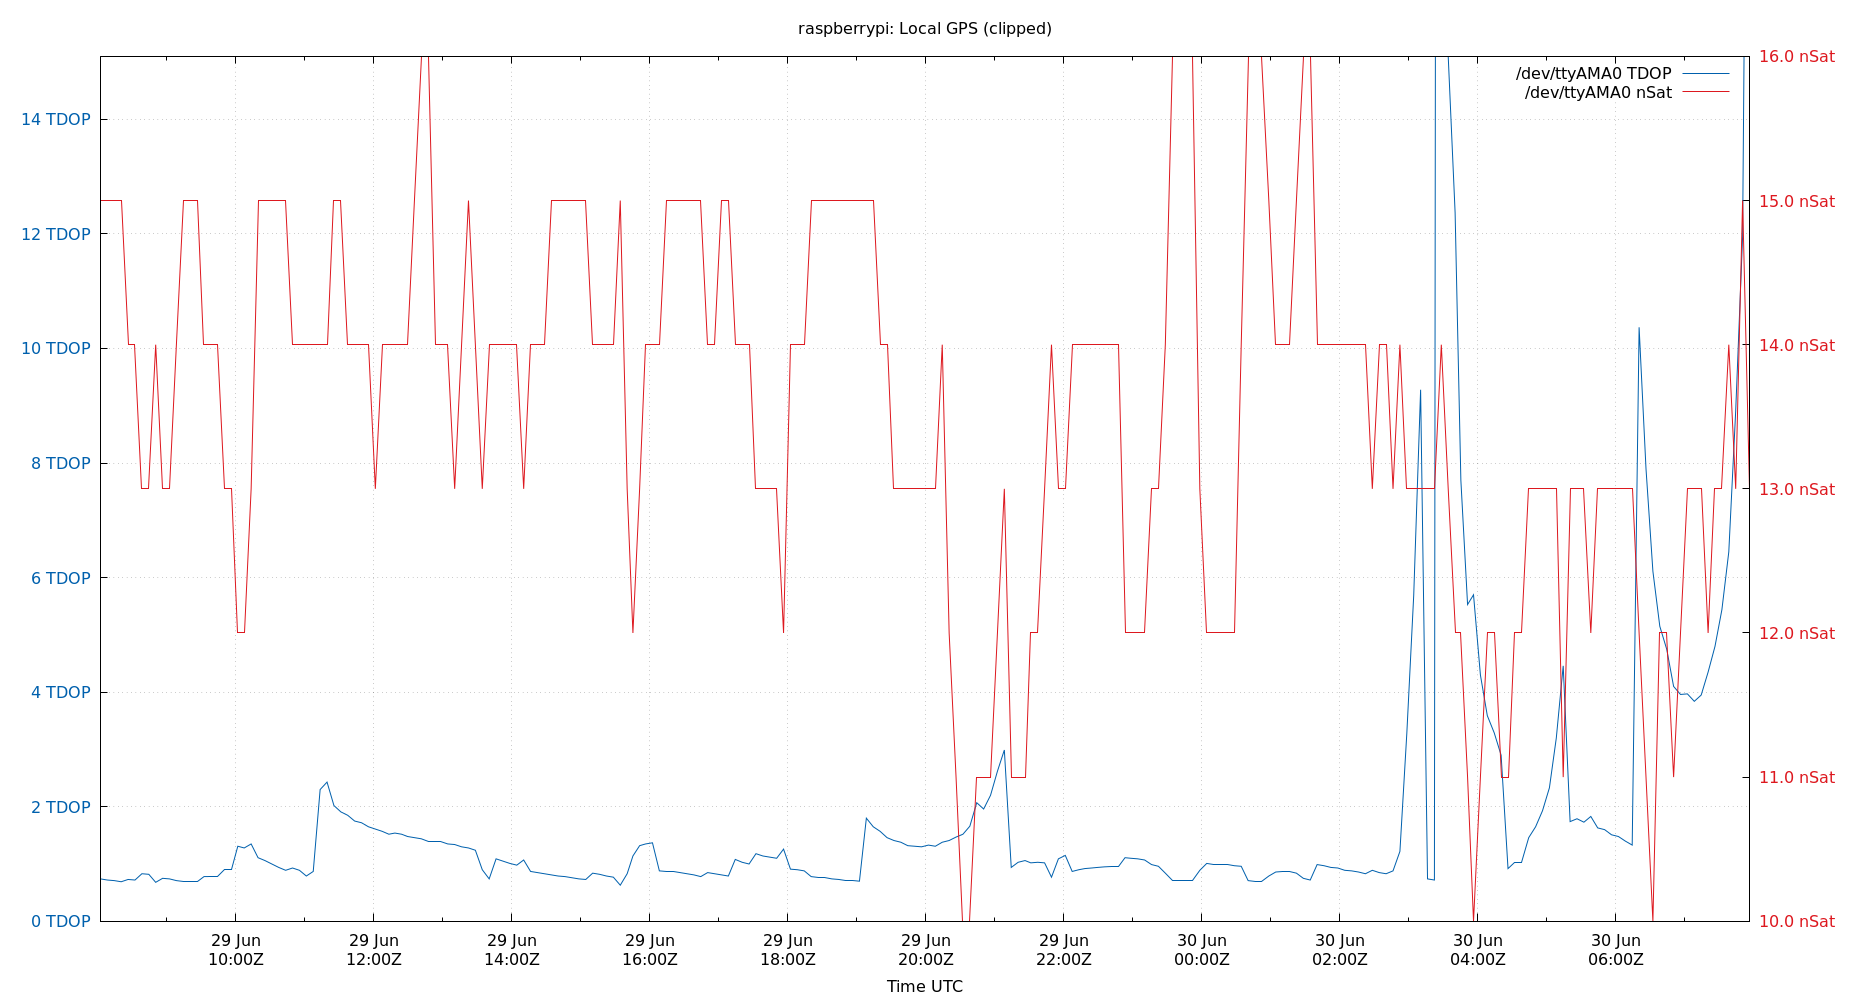 raspberrypi: Local GPS (clipped)
/dev/ttyAMA0 TDOP
/dev/ttyAMA0 nSat
14 TDOP
12 TDOP
10 TDOP
8 TDOP
6 TDOP
4 TDOP
2 TDOP
0 TDOP
16.0 nSat
15.0 nSat
14.0 nSat
13.0 nSat
12.0 nSat
11.0 nSat
10.0 nSat
29 Jun
10:00Z
29 Jun
12:00Z
29 Jun
14:00Z
29 Jun
16:00Z
29 Jun
18:00Z
29 Jun
20:00Z
29 Jun
22:00Z
30 Jun
00:00Z
30 Jun
02:00Z
30 Jun
04:00Z
30 Jun
06:00Z
Time UTC